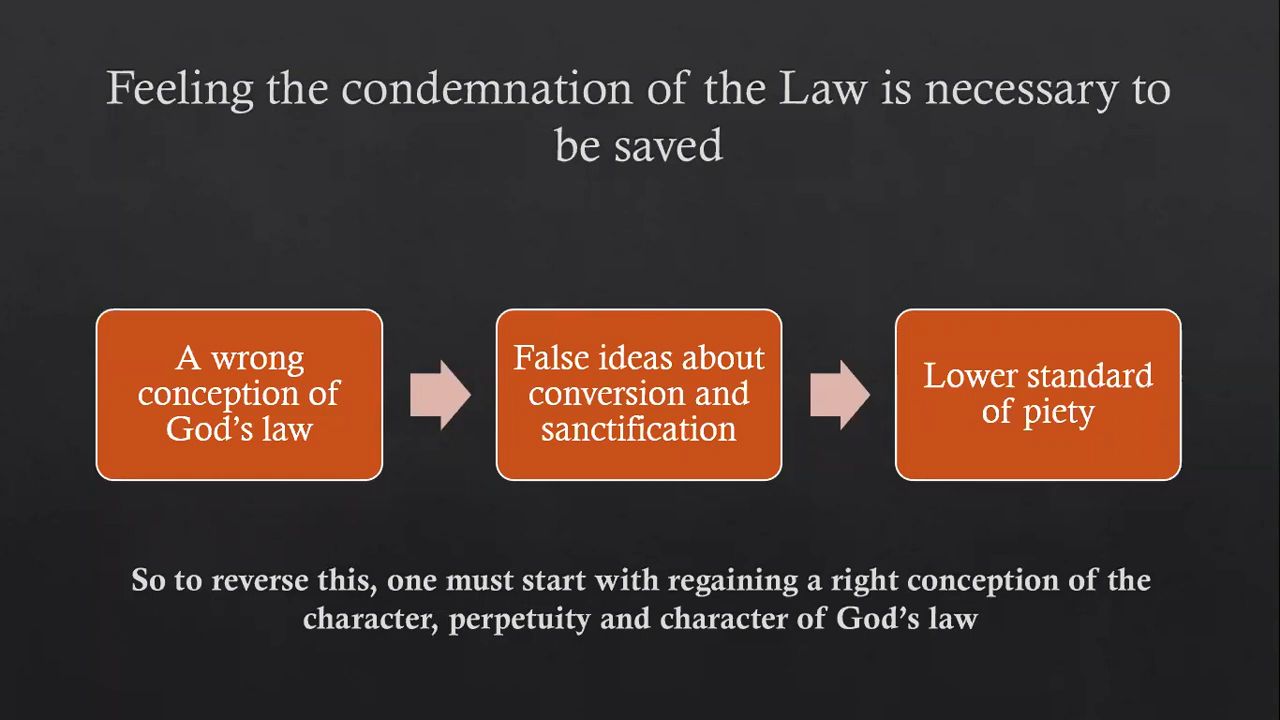 Feeling the condemnation of the Law is necessary to
be saved
A wrong
conception of
God’s law
False ideas about
conversion and
sanctification
Lower standard
of piety
So to reverse this, one must start with regaining a right conception of the
character, perpetuity and character of God’s law